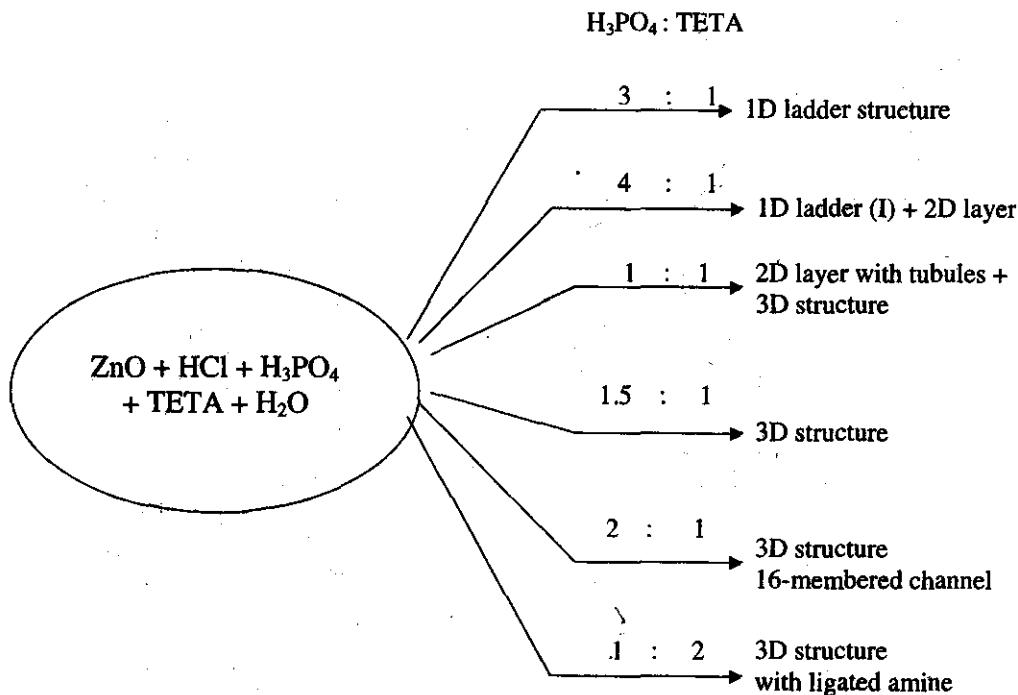 H₃PO₄ : TETA
3 : 1
1D ladder structure
4 : 1
1D ladder (I) + 2D layer
1 : 1
2D layer with tubules +
3D structure
ZnO + HCl + H₃PO₄
+ TETA + H₂O
1.5 : 1
3D structure
2 : 1
3D structure
16-membered channel
1 : 2
3D structure
with ligated amine